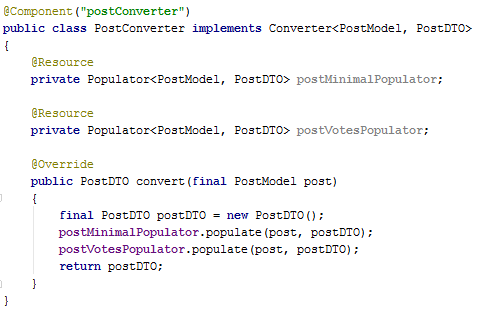 @Component("postConverter")
public class PostConverter implements Converter<PostModel, PostDTO>
{
    @Resource
    private Populator<PostModel, PostDTO> postMinimalPopulator;

    @Resource
    private Populator<PostModel, PostDTO> postVotesPopulator;

    @Override
    public PostDTO convert(final PostModel post)
    {
        final PostDTO postDTO = new PostDTO();
        postMinimalPopulator.populate(post, postDTO);
        postVotesPopulator.populate(post, postDTO);
        return postDTO;
    }
}